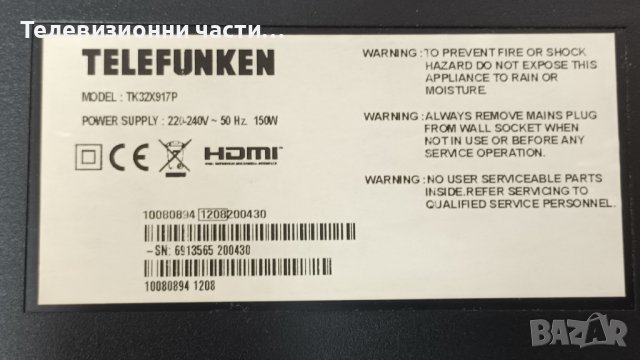 Телевизионни части...
TELEFUNKEN
MODEL : TK32X917P
POWER SUPPLY : 220-240V ~ 50 Hz. 150W
CE
HDMI
WARNING : TO PREVENT FIRE OR SHOCK
HAZARD DO NOT EXPOSE THIS
APPLIANCE TO RAIN OR
MOISTURE.
WARNING : ALWAYS REMOVE MAINS PLUG
FROM WALL SOCKET WHEN
NOT IN USE OR BEFORE ANY
SERVICE OPERATION.
WARNING : NO USER SERVICEABLE PARTS
INSIDE.REFER SERVICING TO
QUALIFIED SERVICE PERSONNEL.
10080894 1208 200430
-SN: 6913565 200430
10080894 1208
BAZAR